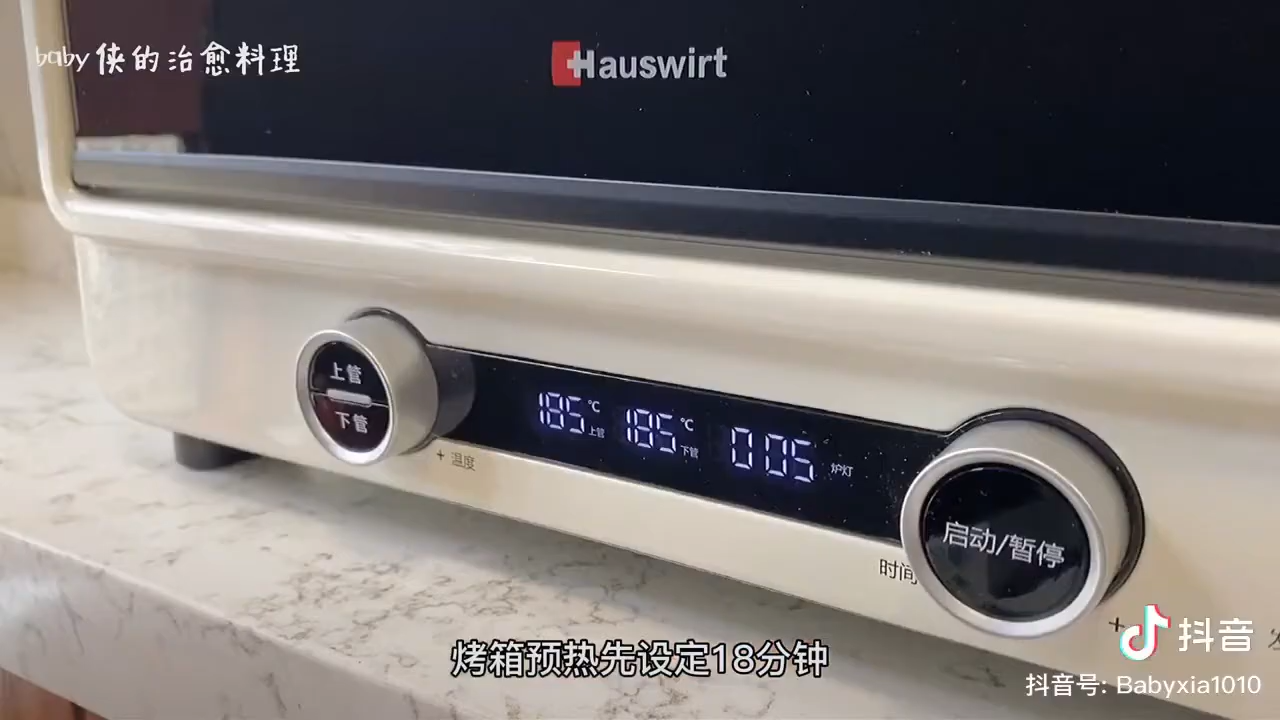 baby侠的治愈料理
Hauswirt
上管
下管
+ 温度
185 ℃ 上管
185 ℃ 下管
005 炉灯
启动/暂停
时间
+
烤箱预热先设定18分钟
抖音
抖音号: Babyxia1010